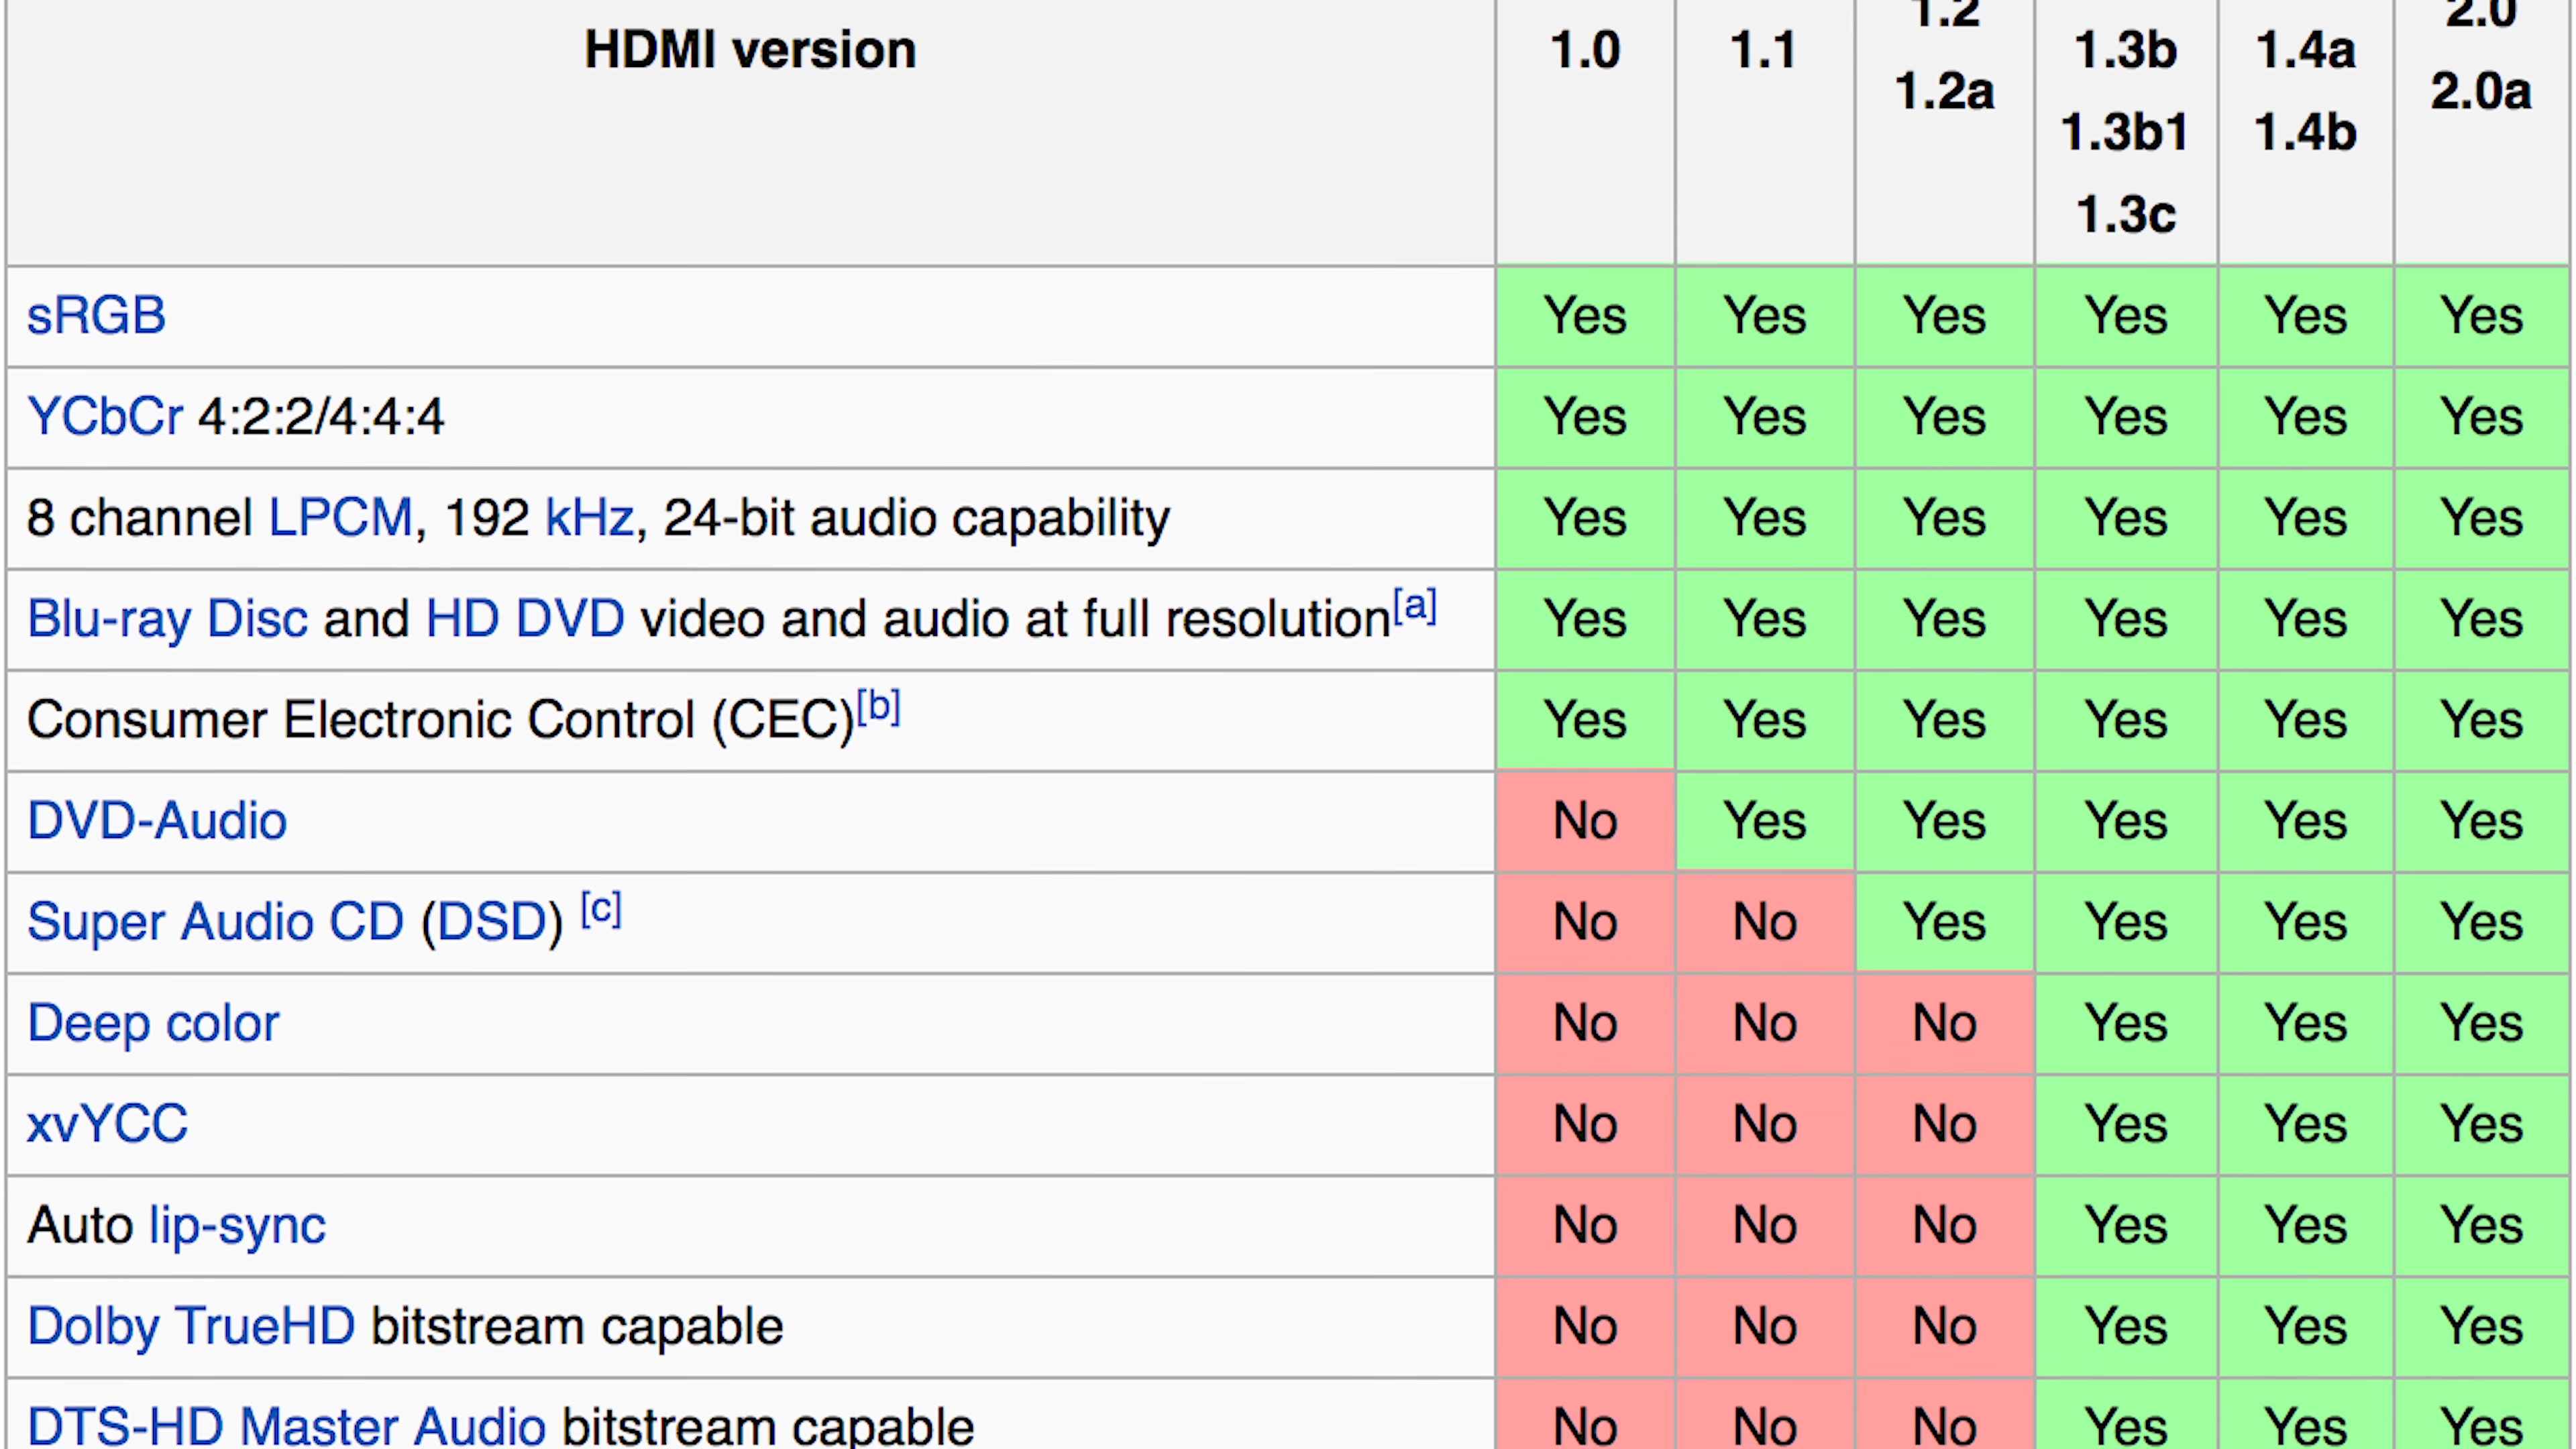 HDMI version 1.0 1.1 1.2 1.2a 1.3b 1.3b1 1.3c 1.4a 1.4b 2.0 2.0a
sRGB Yes Yes Yes Yes Yes Yes
YCbCr 4:2:2/4:4:4 Yes Yes Yes Yes Yes Yes
8 channel LPCM, 192 kHz, 24-bit audio capability Yes Yes Yes Yes Yes Yes
Blu-ray Disc and HD DVD video and audio at full resolution[a] Yes Yes Yes Yes Yes Yes
Consumer Electronic Control (CEC)[b] Yes Yes Yes Yes Yes Yes
DVD-Audio No Yes Yes Yes Yes Yes
Super Audio CD (DSD) [c] No No Yes Yes Yes Yes
Deep color No No No Yes Yes Yes
xvYCC No No No Yes Yes Yes
Auto lip-sync No No No Yes Yes Yes
Dolby TrueHD bitstream capable No No No Yes Yes Yes
DTS-HD Master Audio bitstream capable No No No Yes Yes Yes